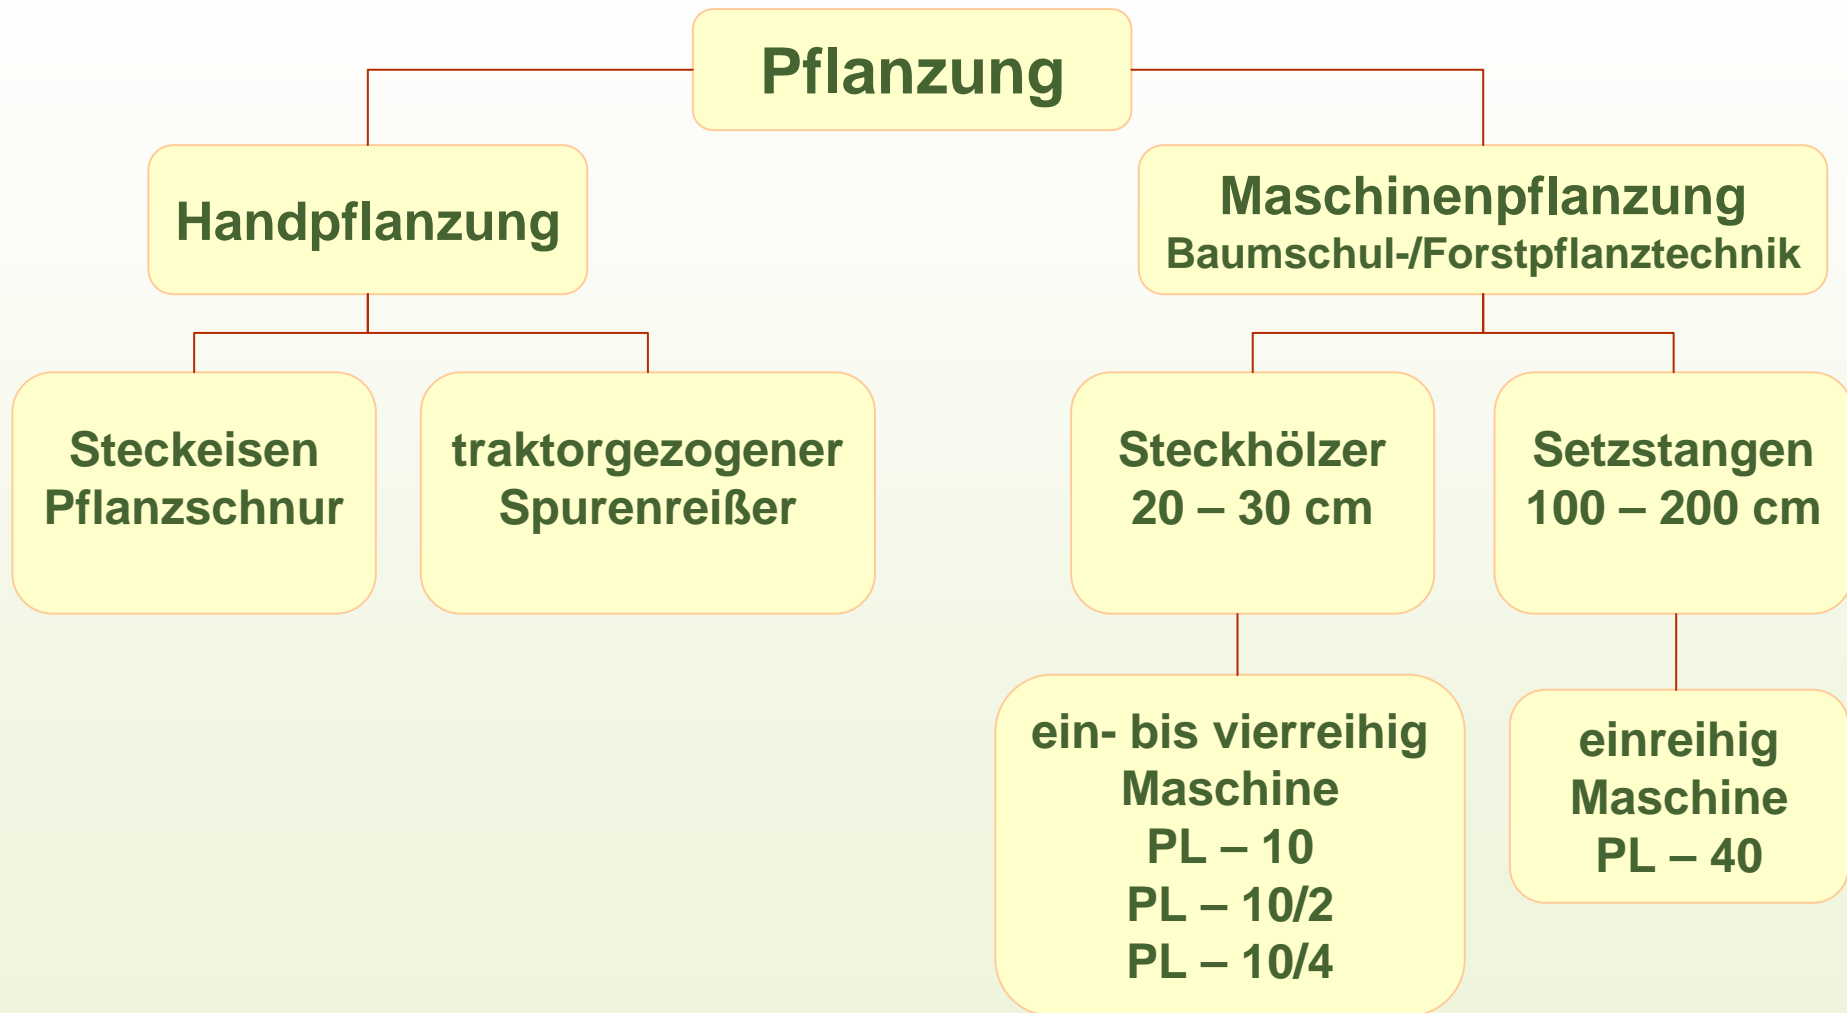 Pflanzung
Handpflanzung
Maschinenpflanzung
Baumschul-/Forstpflanztechnik
Steckeisen
Pflanzschnur
traktorgezogener
Spurenreißer
Steckhölzer
20 – 30 cm
Setzstangen
100 – 200 cm
ein- bis vierreihig
Maschine
PL – 10
PL – 10/2
PL – 10/4
einreihig
Maschine
PL – 40